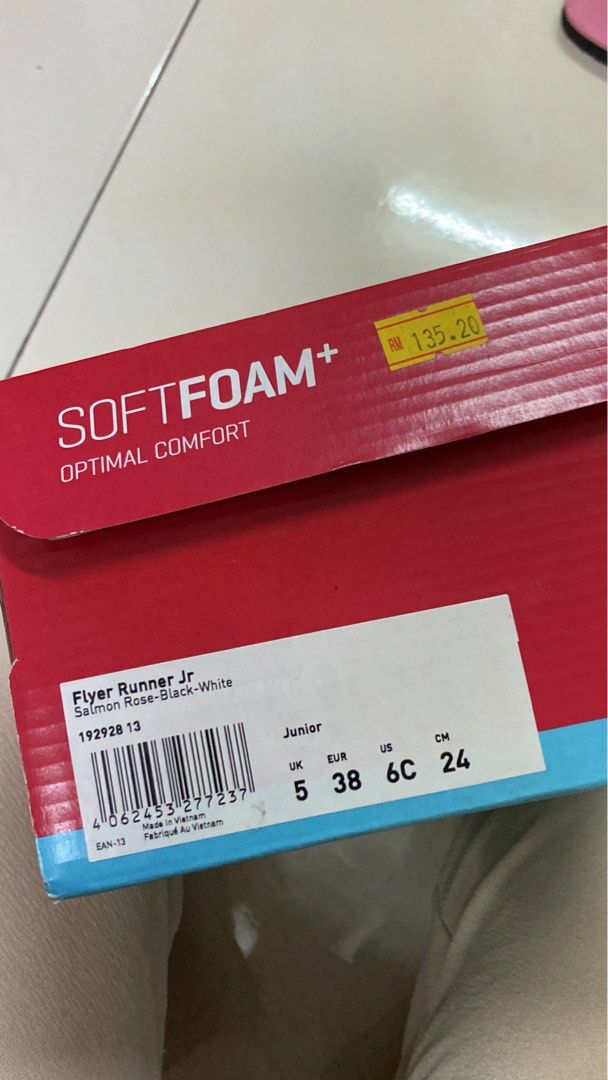 RM 135.20
SOFTFOAM+
OPTIMAL COMFORT
Flyer Runner Jr
Salmon Rose-Black-White
192928 13
Junior
UK EUR US CM
5 38 6C 24
4 062453 277237
EAN-13
Made in Vietnam
Fabriqué Au Vietnam